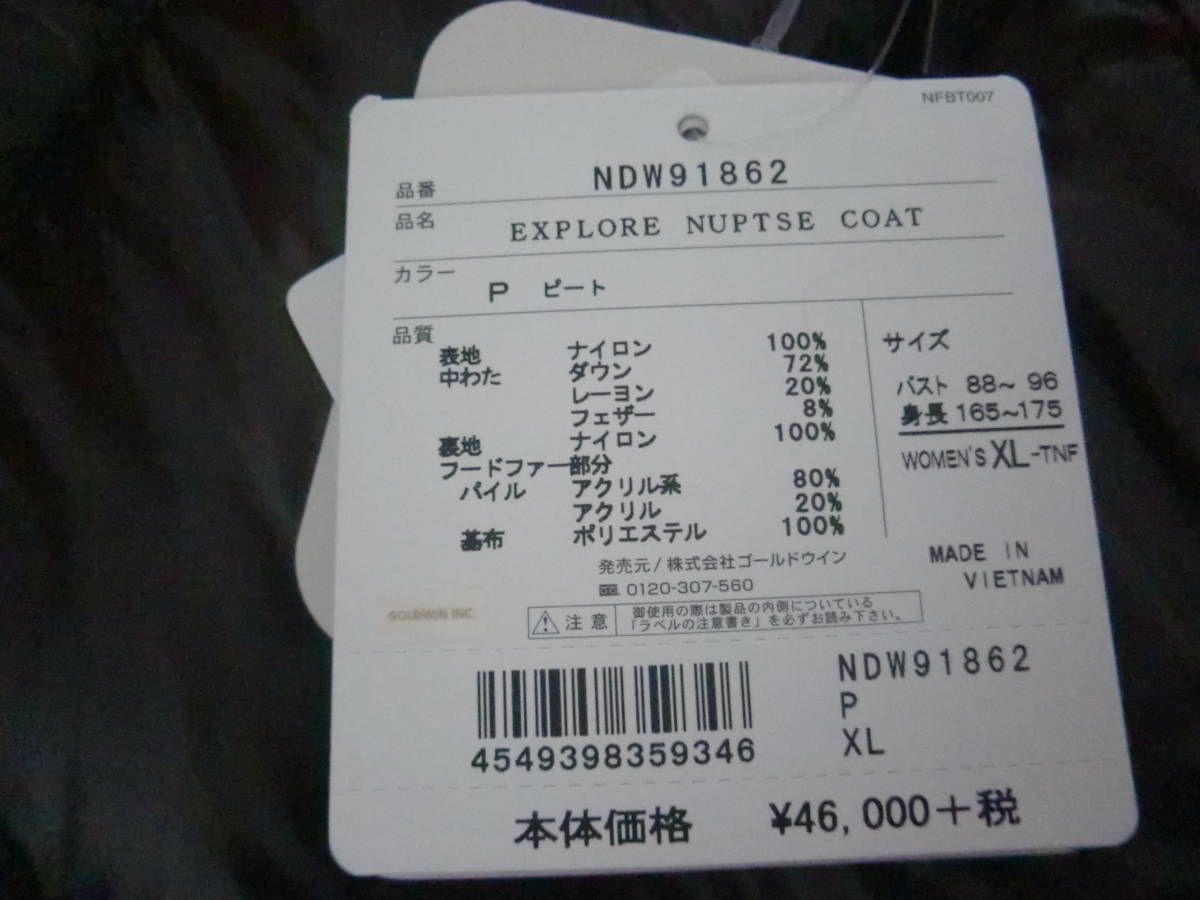 NFBT007
品番 NDW91862
品名 EXPLORE NUPTSE COAT
カラー P ピート
品質
表地 ナイロン 100%
中わた ダウン 72%
レーヨン 20%
フェザー 8%
裏地 ナイロン 100%
フードファー部分
パイル アクリル系 80%
アクリル 20%
基布 ポリエステル 100%
サイズ
バスト 88~ 96
身長 165~175
WOMEN'S XL-TNF
MADE IN
VIETNAM
発売元/株式会社ゴールドウイン
0120-307-560
GOLDWIN INC.
注意 御使用の際は製品の内側についている
「ラベルの注意書き」を必ずお読み下さい。
4549398359346
NDW91862
P
XL
本体価格 ¥46,000+税